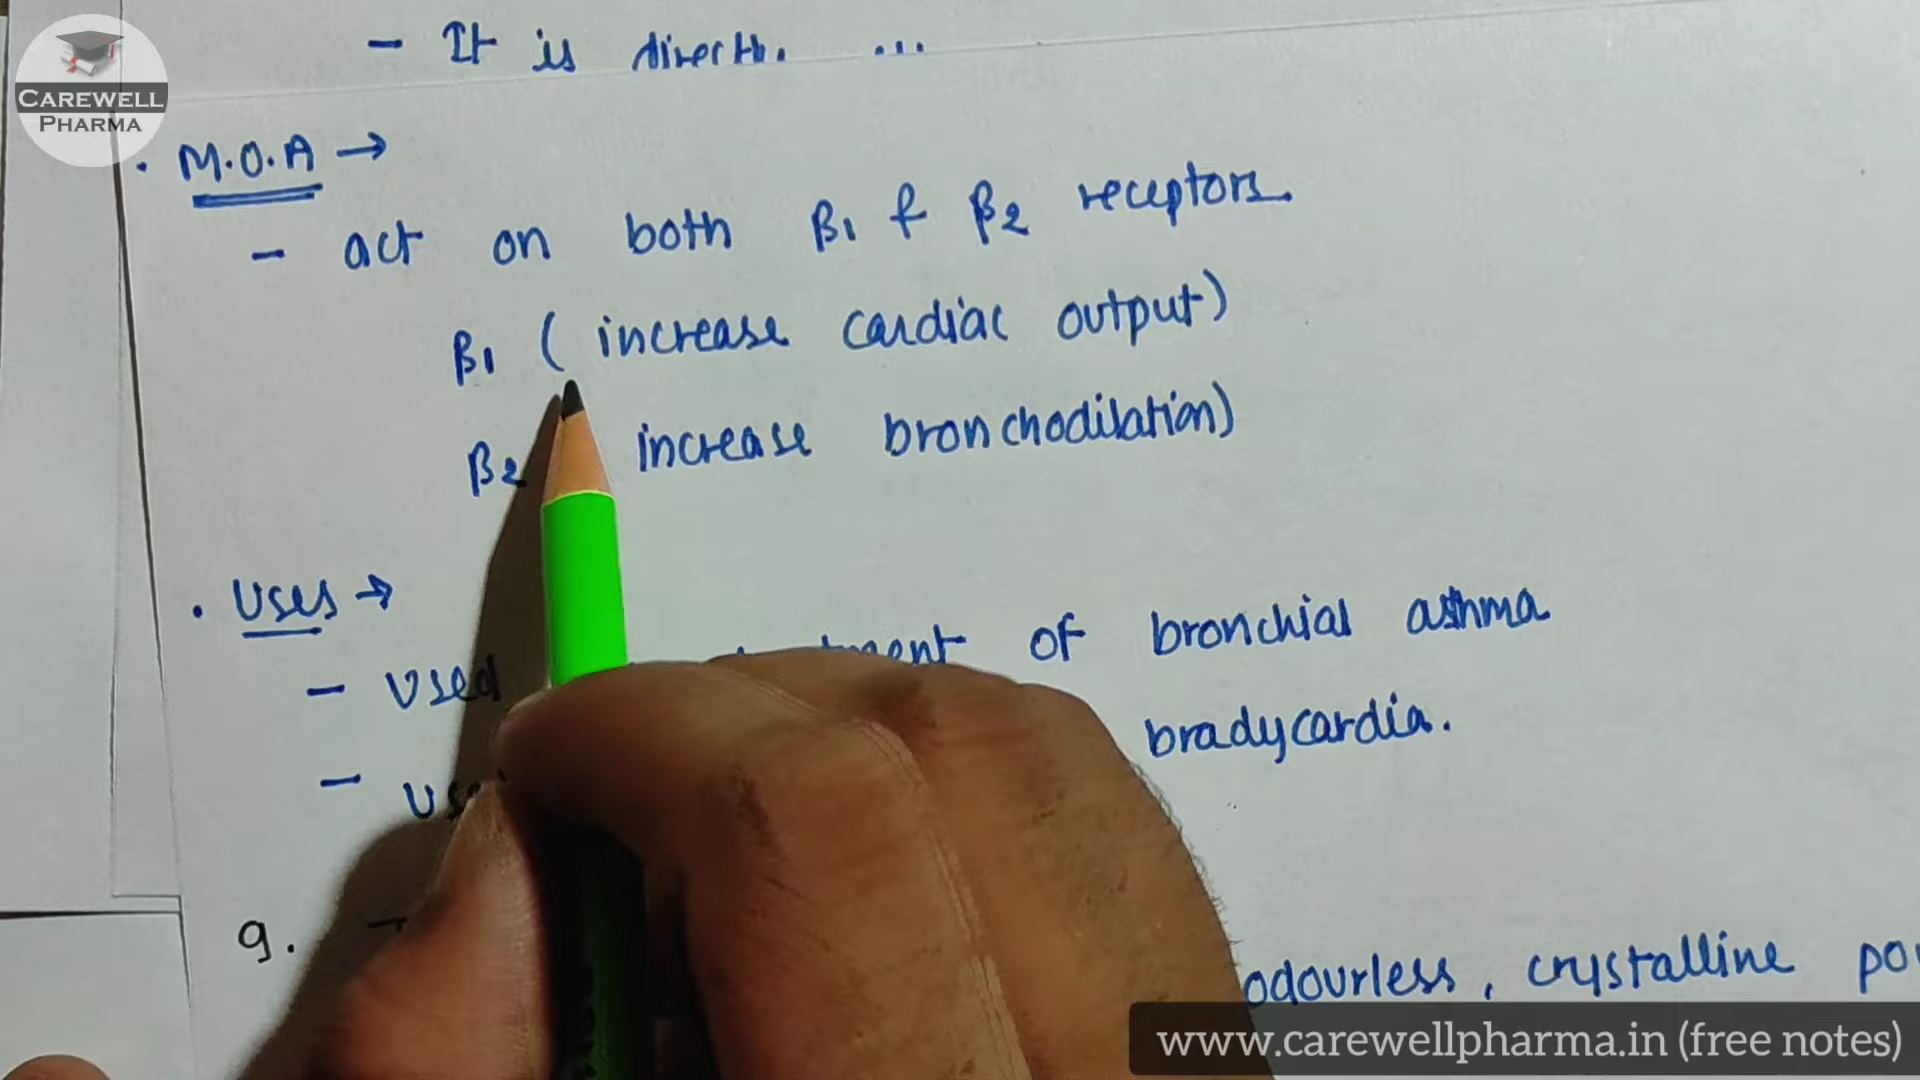 CAREWELL
PHARMA
- It is
• M.O.A →
- act on both β1 & β2 receptors.
β1 ( increase cardiac output)
β2 increase bronchodilation)
• Uses →
- Used of bronchial asthma
- bradycardia.
9.
odourless, crystalline
www.carewellpharma.in (free notes)